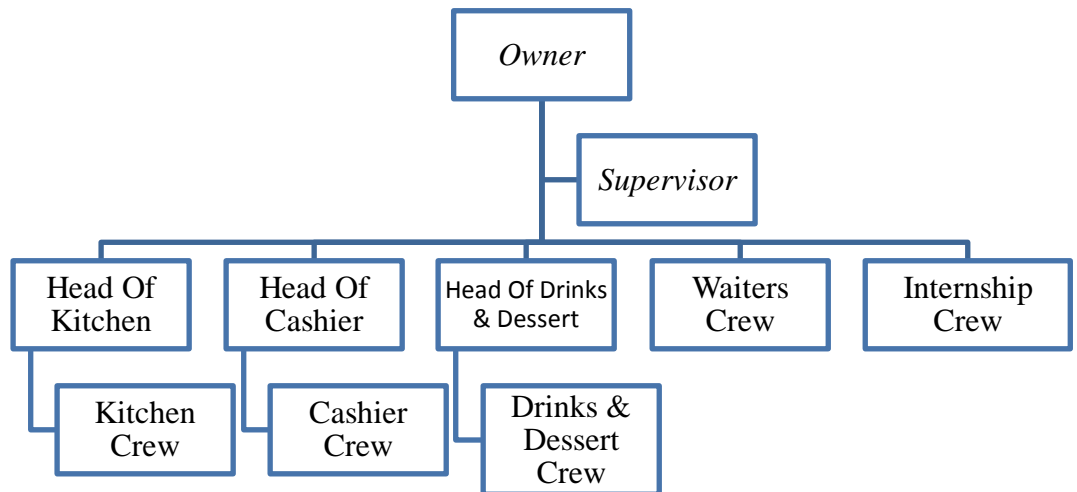 Owner
Supervisor
Head Of
Kitchen
Head Of
Cashier
Head Of Drinks
& Dessert
Waiters
Crew
Internship
Crew
Kitchen
Crew
Cashier
Crew
Drinks &
Dessert
Crew